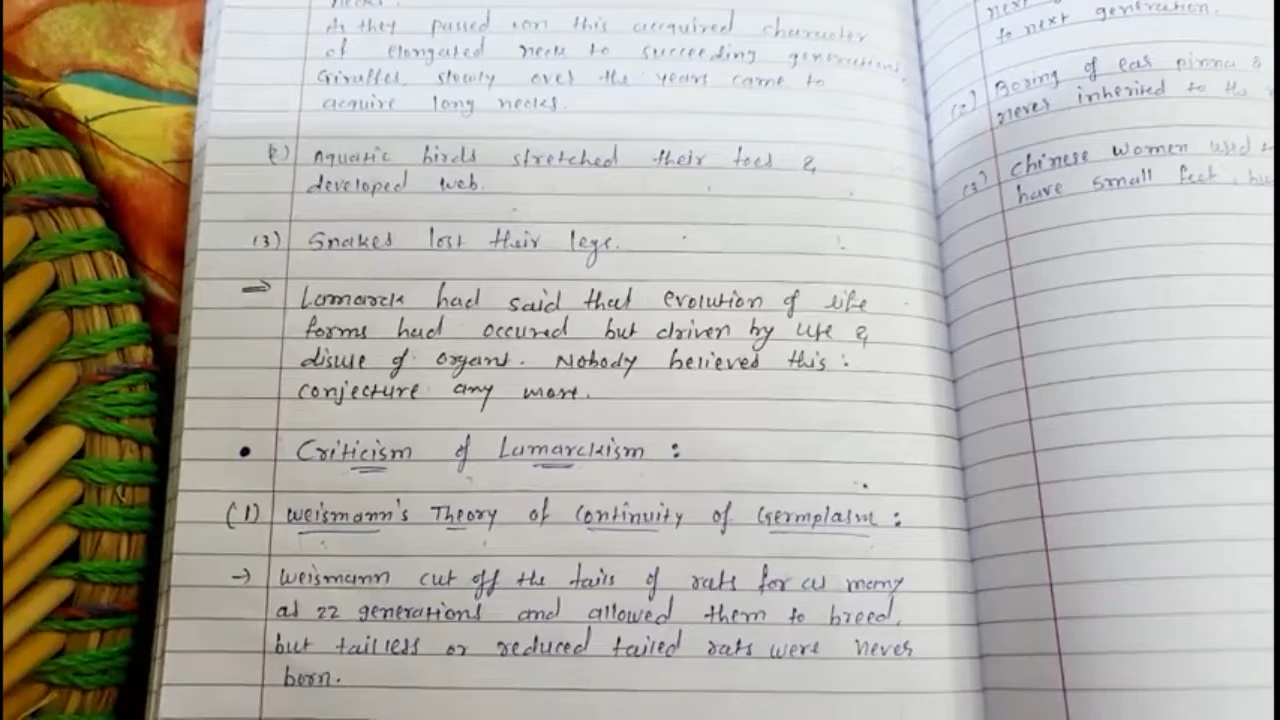 necks.
As they passed on this acquired character
of elongated neck to succeeding generations.
Giraffes slowly over the years came to
acquire long necks.
(2) Aquatic birds stretched their toes &
developed web.
(3) Snakes lost their legs.
⇒ Lamarck had said that evolution of life
forms had occured but driven by use &
disuse of organs. Nobody believed this
conjecture any more.
• Criticism of Lamarckism :
(1) Weismann's Theory of Continuity of Germplasm :
→ Weismann cut off the tails of rats for as many
as 22 generations and allowed them to breed,
but tailless or reduced tailed rats were never
born.
next
to next generation.
(2) Boring of ear pinna &
never inherited to the
(3) Chinese women used
have small feet,